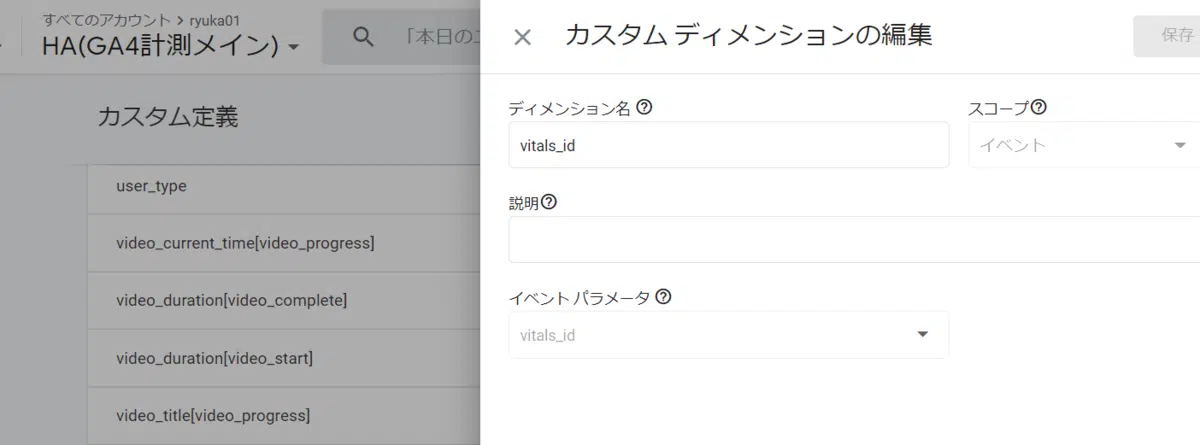 すべてのアカウント > ryuka01
HA(GA4計測メイン)
「本日のユ
カスタム定義
user_type
video_current_time[video_progress]
video_duration[video_complete]
video_duration[video_start]
video_title[video_progress]
カスタム ディメンションの編集
保存
ディメンション名
スコープ
vitals_id
イベント
説明
イベント パラメータ
vitals_id